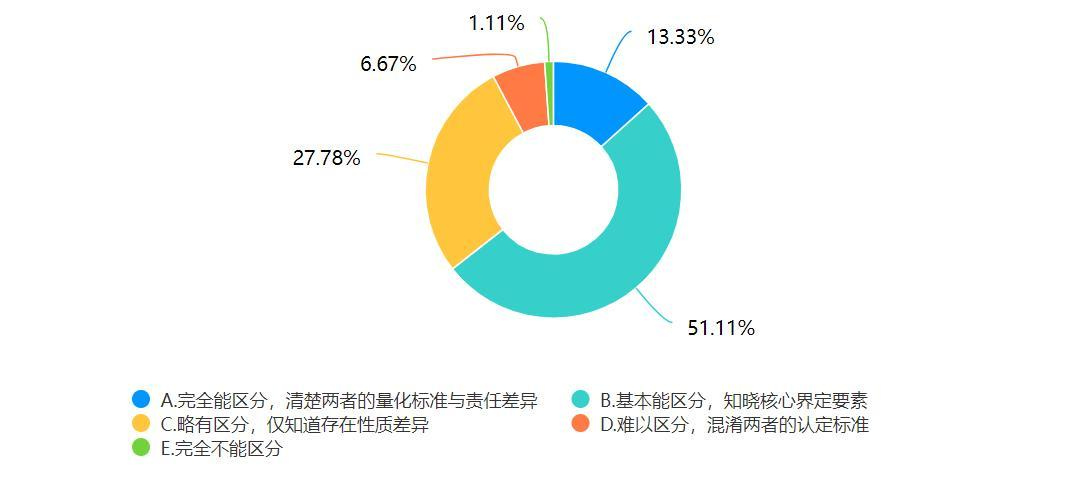 1.11%
13.33%
6.67%
27.78%
51.11%
A.完全能区分，清楚两者的量化标准与责任差异
B.基本能区分，知晓核心界定要素
C.略有区分，仅知道存在性质差异
D.难以区分，混淆两者的认定标准
E.完全不能区分